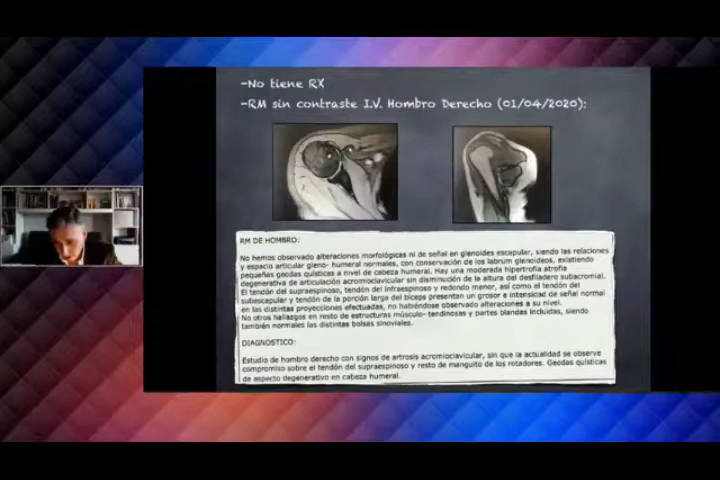 -No tiene RX
-RM sin contraste I.V. Hombro Derecho (01/04/2020):
RM DE HOMBRO:
No hemos observado alteraciones morfológicas ni de señal en glenoides escapular, siendo las relaciones
y espacio articular gleno- humeral normales, con conservación de los labrum glenoideos, existiendo
pequeñas geodas quísticas a nivel de cabeza humeral. Hay una moderada hipertrofia atrofia
degenerativa de articulación acromioclavicular sin disminución de la altura del desfiladero subacromial.
El tendón del supraespinoso, tendón del infraespinoso y redondo menor, así como el tendón del
subescapular y tendón de la porción larga del bíceps presentan un grosor e intensidad de señal normal
en las distintas proyecciones efectuadas, no habiéndose observado alteraciones a su nivel.
No otros hallazgos en resto de estructuras músculo- tendinosas y partes blandas incluidas, siendo
también normales las distintas bolsas sinoviales.
DIAGNOSTICO:
Estudio de hombro derecho con signos de artrosis acromioclavicular, sin que la actualidad se observe
compromiso sobre el tendón del supraespinoso y resto de manguito de los rotadores. Geodas quísticas
de aspecto degenerativo en cabeza humeral.